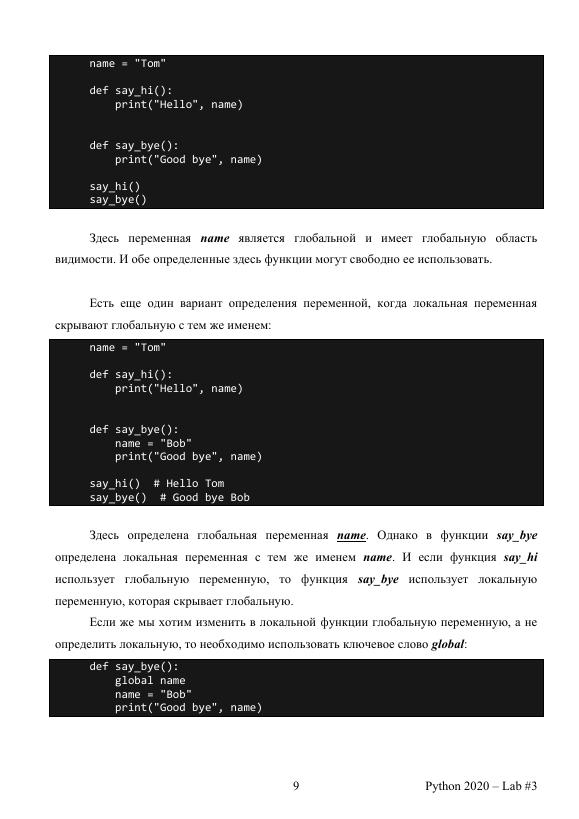 name = "Tom"
def say_hi():
    print("Hello", name)
def say_bye():
    print("Good bye", name)
say_hi()
say_bye()
Здесь переменная name является глобальной и имеет глобальную область
видимости. И обе определенные здесь функции могут свободно ее использовать.
Есть еще один вариант определения переменной, когда локальная переменная
скрывают глобальную с тем же именем:
name = "Tom"
def say_hi():
    print("Hello", name)
def say_bye():
    name = "Bob"
    print("Good bye", name)
say_hi()  # Hello Tom
say_bye()  # Good bye Bob
Здесь определена глобальная переменная name. Однако в функции say_bye
определена локальная переменная с тем же именем name. И если функция say_hi
использует глобальную переменную, то функция say_bye использует локальную
переменную, которая скрывает глобальную.
Если же мы хотим изменить в локальной функции глобальную переменную, а не
определить локальную, то необходимо использовать ключевое слово global:
def say_bye():
    global name
    name = "Bob"
    print("Good bye", name)
9 Python 2020 – Lab #3